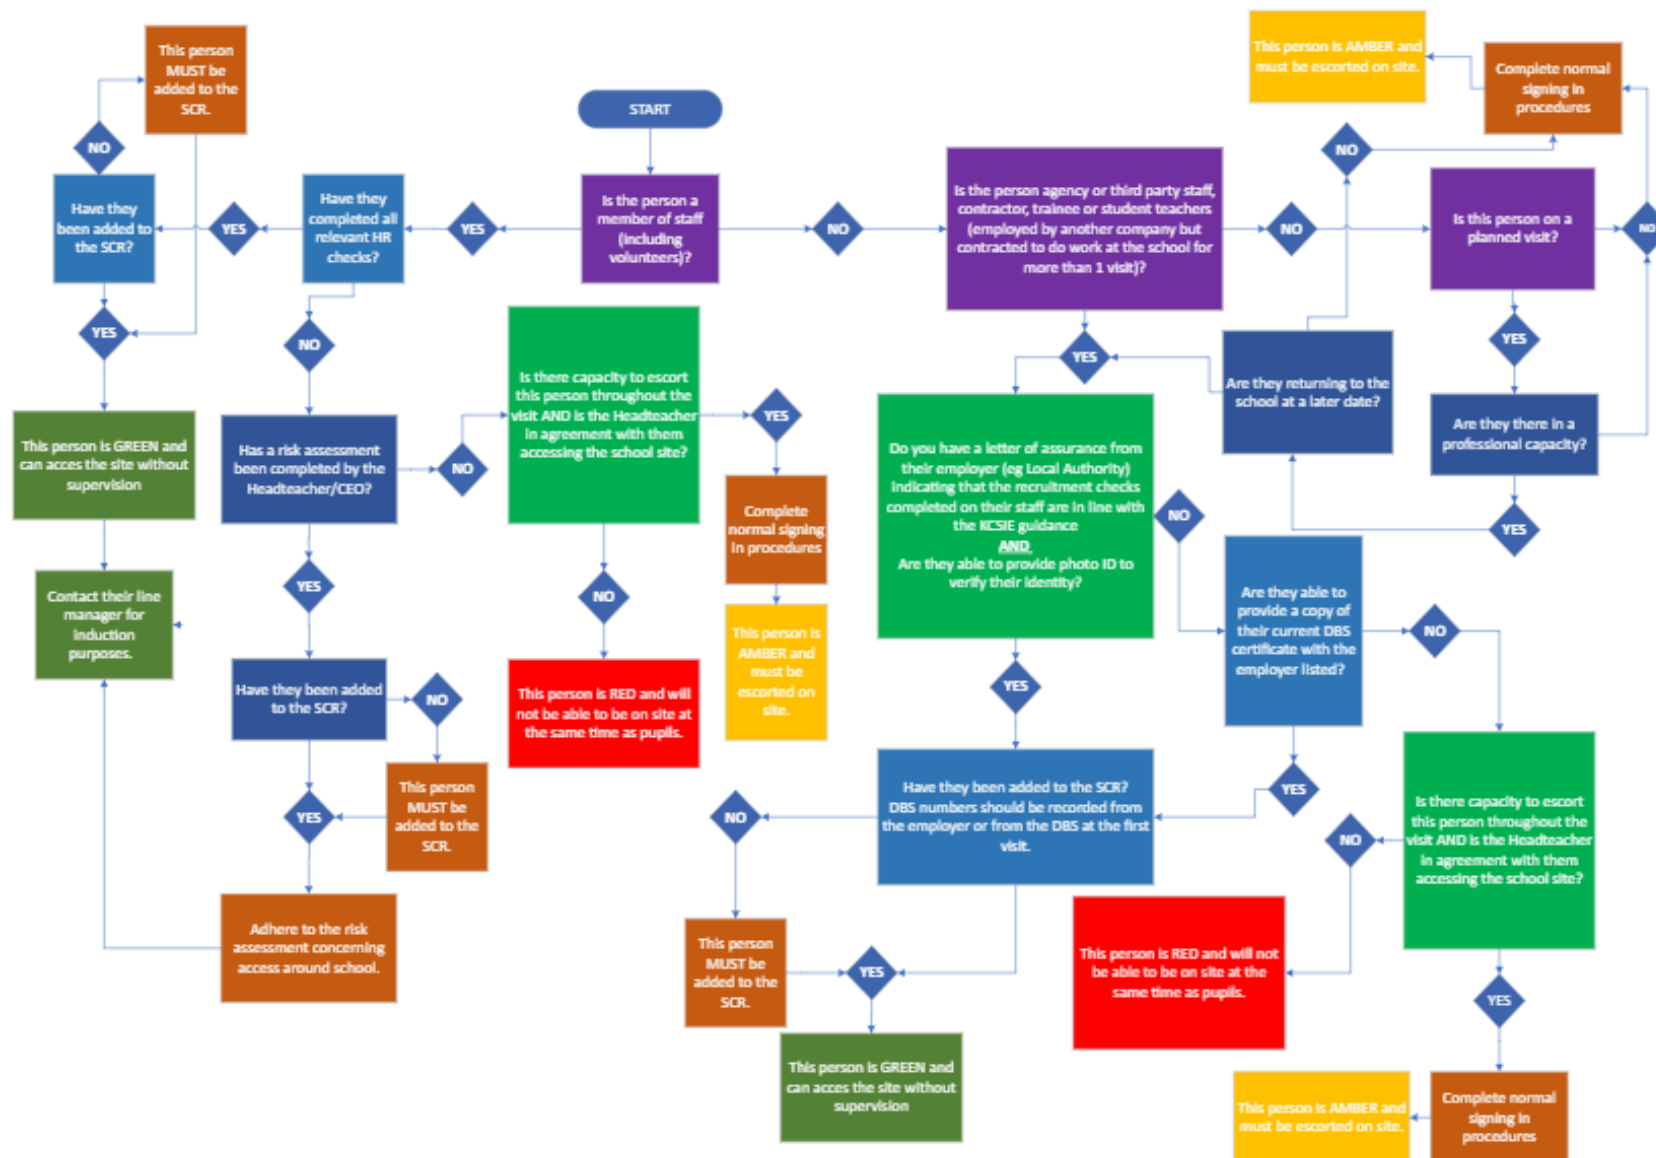 START
Is the person a
member of staff
(including
volunteers)?
YES
Have they
completed all
relevant HR
checks?
YES
Have they
been added to
the SCR?
NO
This person
MUST be
added to the
SCR.
YES
This person is GREEN and
can acces the site without
supervision
Contact their line
manager for
induction
purposes.
NO
Has a risk assessment
been completed by the
Headteacher/CEO?
YES
Have they been added
to the SCR?
NO
This person
MUST be
added to the
SCR.
YES
Adhere to the risk
assessment concerning
access around school.
NO
Is there capacity to escort
this person throughout the
visit AND is the Headteacher
in agreement with them
accessing the school site?
YES
Complete
normal signing
in procedures
This person is
AMBER and
must be
escorted on
site.
NO
This person is RED and will
not be able to be on site at
the same time as pupils.
NO
Is the person agency or third party staff,
contractor, trainee or student teachers
(employed by another company but
contracted to do work at the school for
more than 1 visit)?
NO
Is this person on a
planned visit?
NO
Complete normal
signing in
procedures
This person is AMBER and
must be escorted on site.
YES
Are they there in a
professional capacity?
YES
Are they returning to the
school at a later date?
NO
YES
Do you have a letter of assurance from
their employer (eg Local Authority)
indicating that the recruitment checks
completed on their staff are in line with
the KCSIE guidance
AND
Are they able to provide photo ID to
verify their identity?
NO
Are they able to
provide a copy of
their current DBS
certificate with the
employer listed?
NO
YES
YES
Have they been added to the SCR?
DBS numbers should be recorded from
the employer or from the DBS at the first
visit.
NO
This person
MUST be
added to the
SCR.
YES
This person is GREEN and
can acces the site without
supervision
Is there capacity to escort
this person throughout the
visit AND is the Headteacher
in agreement with them
accessing the school site?
NO
This person is RED and will not
be able to be on site at the
same time as pupils.
YES
Complete normal
signing in
procedures
This person is AMBER and
must be escorted on site.